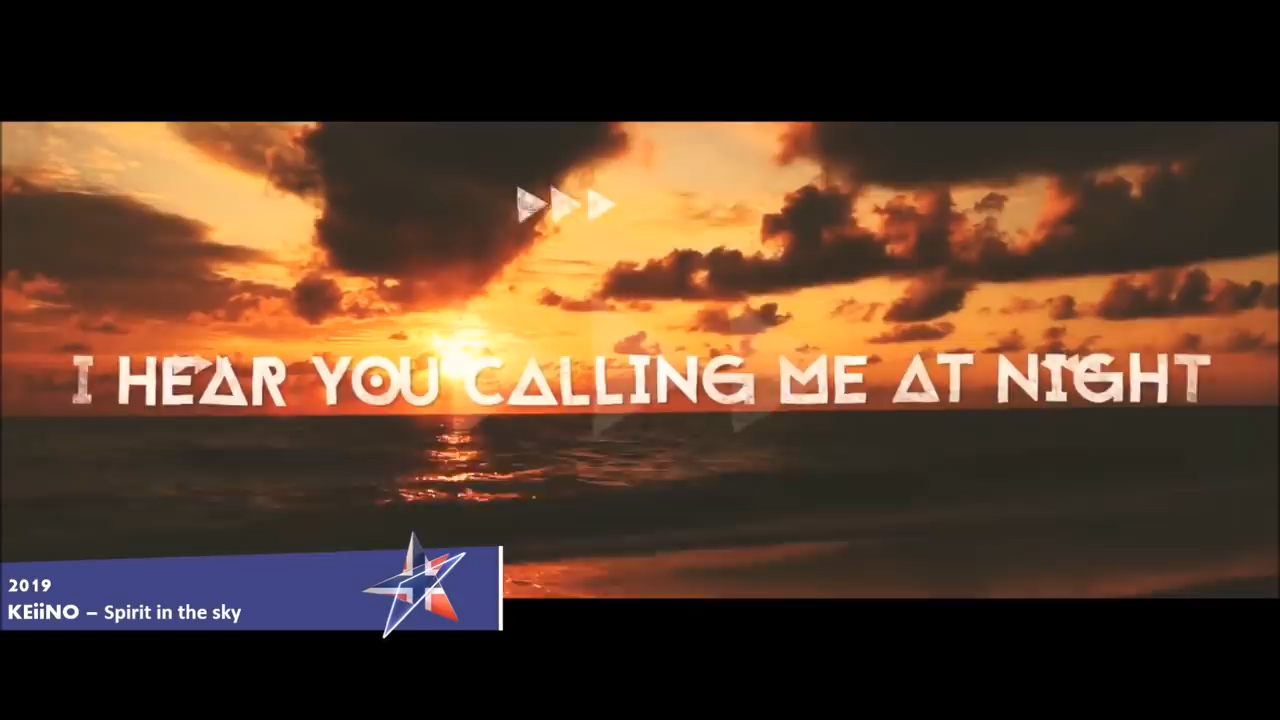 I HEAR YOU CALLING ME AT NIGHT
2019
KEiiNO – Spirit in the sky